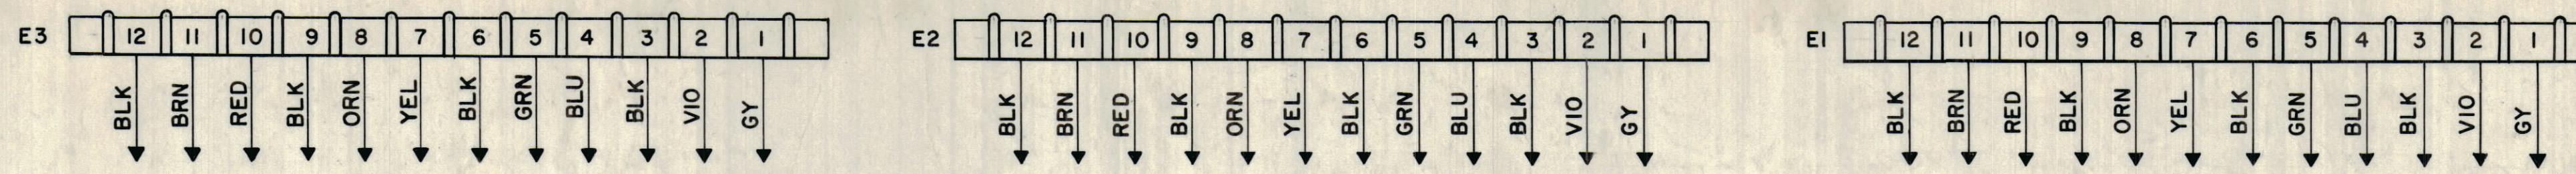 E3 12 11 10 9 8 7 6 5 4 3 2 1 E2 12 11 10 9 8 7 6 5 4 3 2 1 E1 12 11 10 9 8 7 6 5 4 3 2 1
BLK BRN RED BLK ORN YEL BLK GRN BLU BLK VIO GY BLK BRN RED BLK ORN YEL BLK GRN BLU BLK VIO GY BLK BRN RED BLK ORN YEL BLK GRN BLU BLK VIO GY